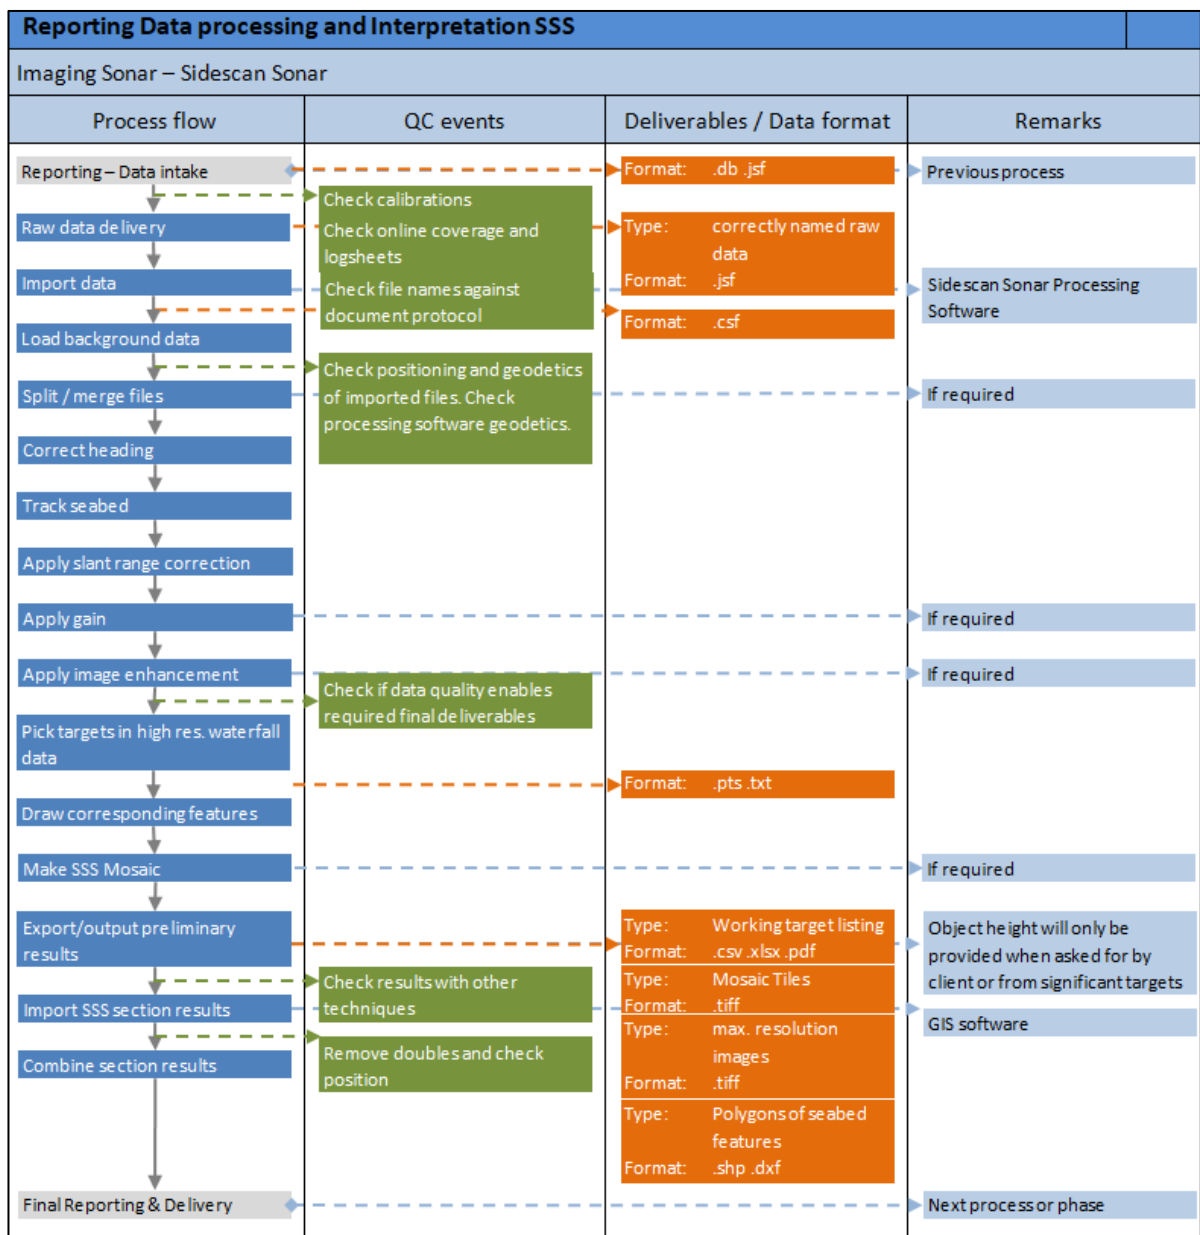 Reporting Data processing and Interpretation SSS
Imaging Sonar – Sidescan Sonar
Process flow
QC events
Deliverables / Data format
Remarks
Reporting – Data intake
Format: .db .jsf
Previous process
Check calibrations
Raw data delivery
Check online coverage and
logsheets
Type: correctly named raw
data
Format: .jsf
Import data
Check file names against
document protocol
Sidescan Sonar Processing
Software
Format: .csf
Load background data
Check positioning and geodetics
of imported files. Check
processing software geodetics.
Split / merge files
If required
Correct heading
Track seabed
Apply slant range correction
Apply gain
If required
Apply image enhancement
If required
Check if data quality enables
required final deliverables
Pick targets in high res. waterfall
data
Format: .pts .txt
Draw corresponding features
Make SSS Mosaic
If required
Export/output preliminary
results
Type: Working target listing
Format: .csv .xlsx .pdf
Object height will only be
provided when asked for by
client or from significant targets
Check results with other
techniques
Type: Mosaic Tiles
Format: .tiff
Import SSS section results
GIS software
Type: max. resolution
images
Format: .tiff
Remove doubles and check
position
Combine section results
Type: Polygons of seabed
features
Format: .shp .dxf
Final Reporting & Delivery
Next process or phase